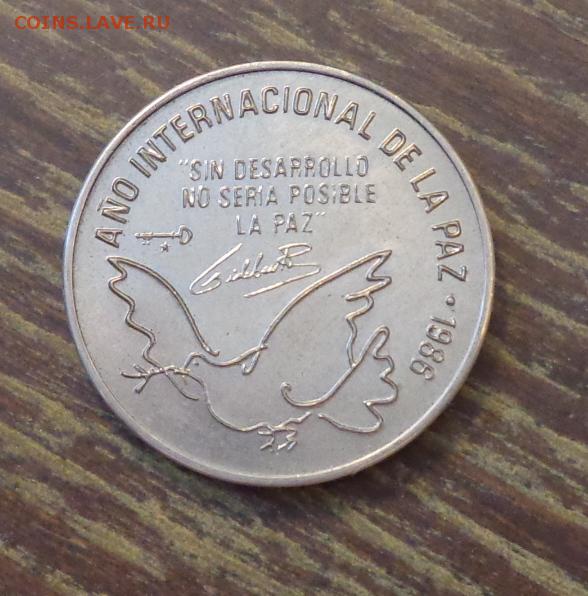 COINS.LAVE.RU
AÑO INTERNACIONAL DE LA PAZ • 1986
"SIN DESARROLLO
NO SERIA POSIBLE
LA PAZ"